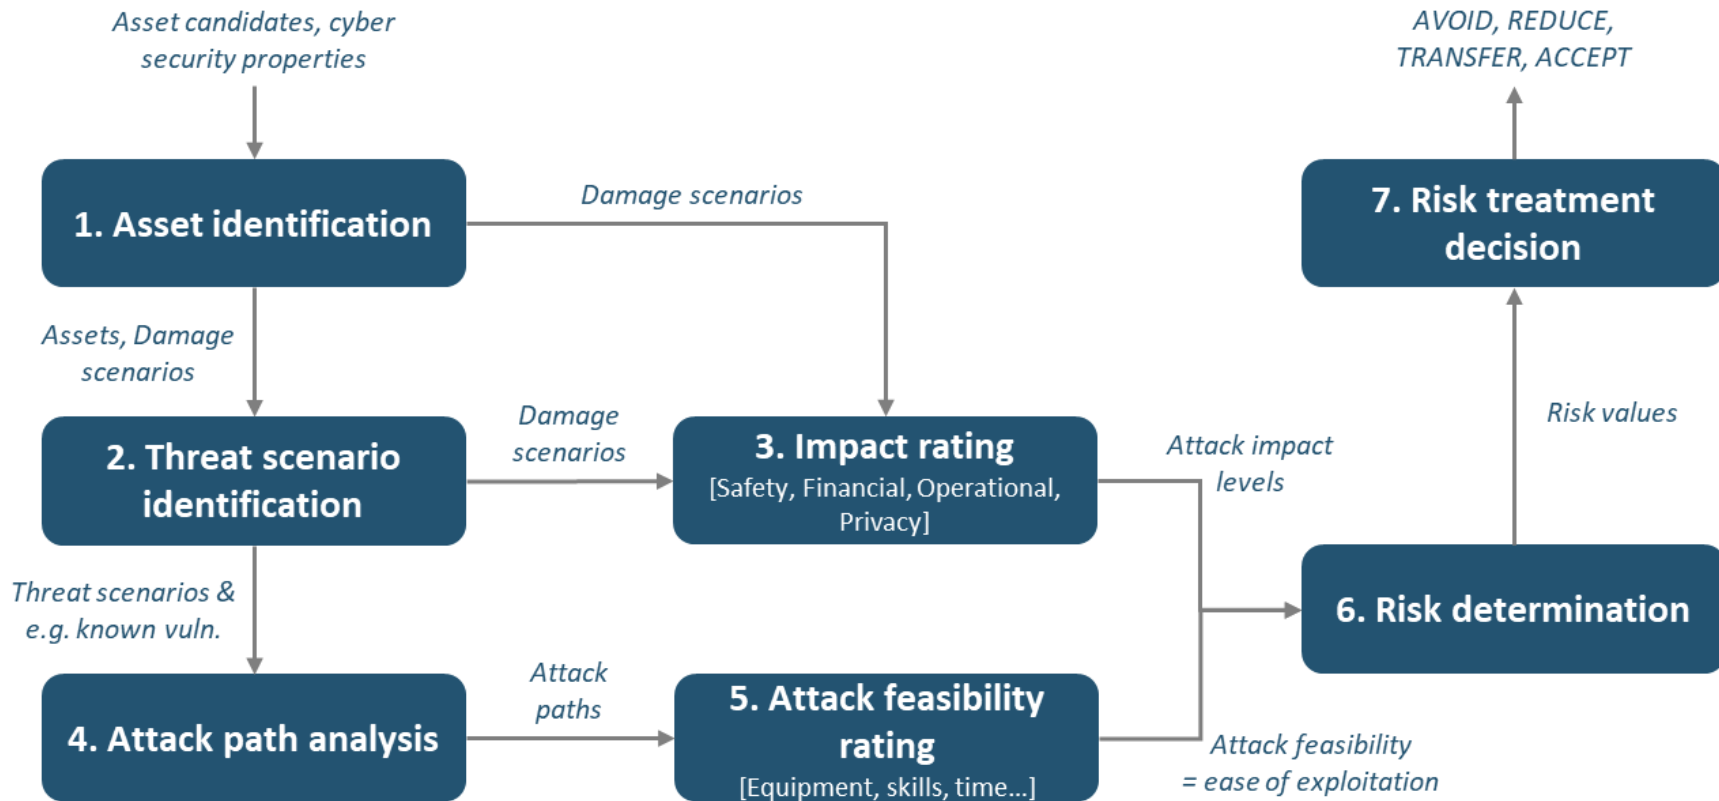 Asset candidates, cyber
security properties
AVOID, REDUCE,
TRANSFER, ACCEPT
1. Asset identification
Damage scenarios
7. Risk treatment
decision
Assets, Damage
scenarios
2. Threat scenario
identification
Damage
scenarios
3. Impact rating
[Safety, Financial, Operational,
Privacy]
Attack impact
levels
Risk values
Threat scenarios &
e.g. known vuln.
6. Risk determination
4. Attack path analysis
Attack
paths
5. Attack feasibility
rating
[Equipment, skills, time...]
Attack feasibility
= ease of exploitation